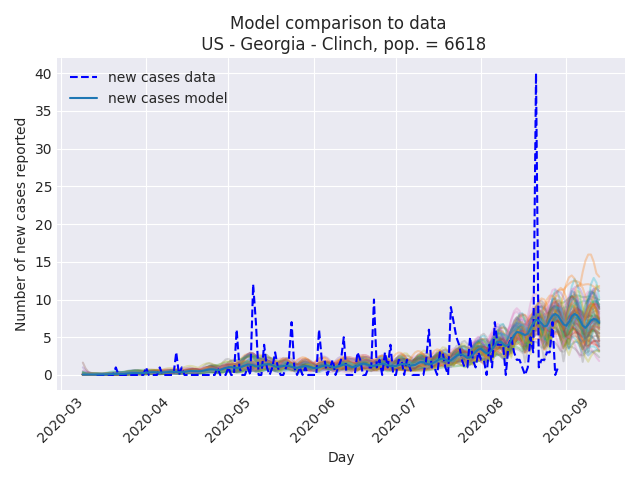 Model comparison to data
US - Georgia - Clinch, pop. = 6618
new cases data
new cases model
Number of new cases reported
40
35
30
25
20
15
10
5
0
2020-03
2020-04
2020-05
2020-06
2020-07
2020-08
2020-09
Day